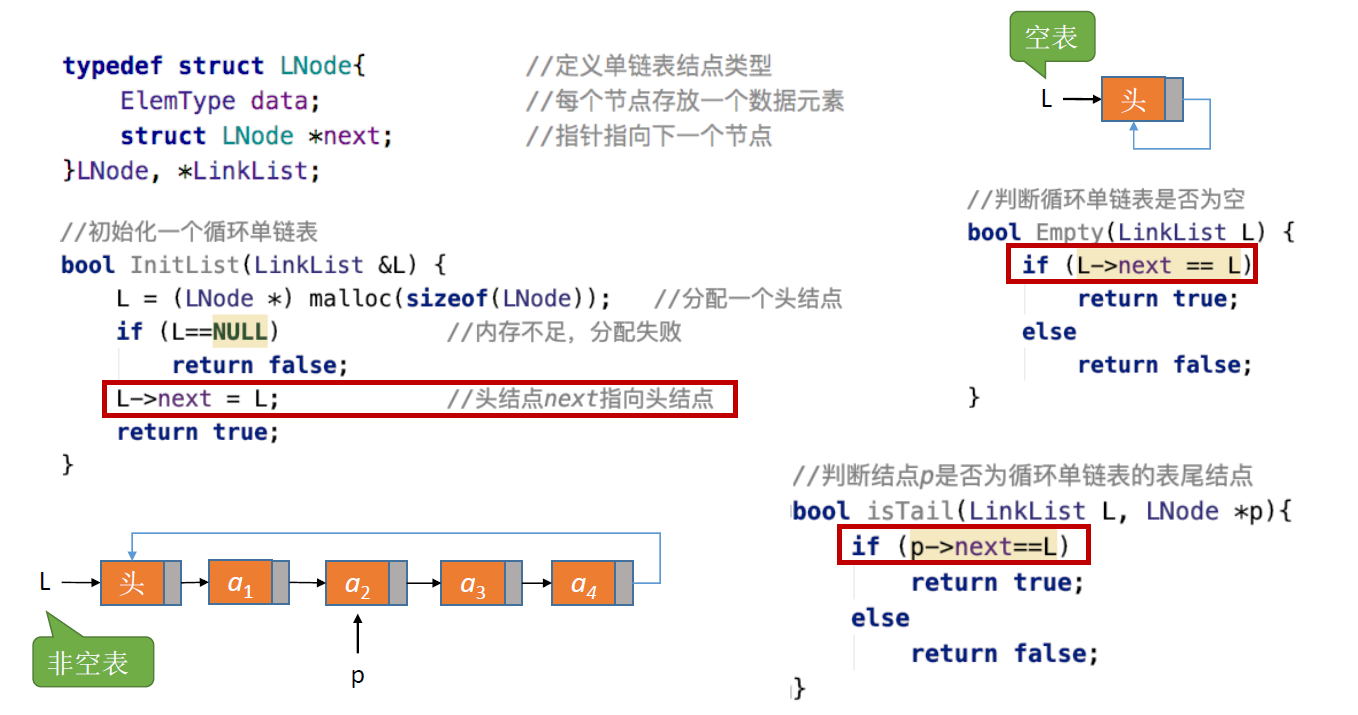 typedef struct LNode{ //定义单链表结点类型
ElemType data; //每个节点存放一个数据元素
struct LNode *next; //指针指向下一个节点
}LNode, *LinkList;
//初始化一个循环单链表
bool InitList(LinkList &L) {
L = (LNode *) malloc(sizeof(LNode)); //分配一个头结点
if (L==NULL) //内存不足，分配失败
return false;
L->next = L; //头结点next指向头结点
return true;
}
L
头
a1
a2
a3
a4
非空表
p
空表
L
头
//判断循环单链表是否为空
bool Empty(LinkList L) {
if (L->next == L)
return true;
else
return false;
}
//判断结点p是否为循环单链表的表尾结点
bool isTail(LinkList L, LNode *p){
if (p->next==L)
return true;
else
return false;
}